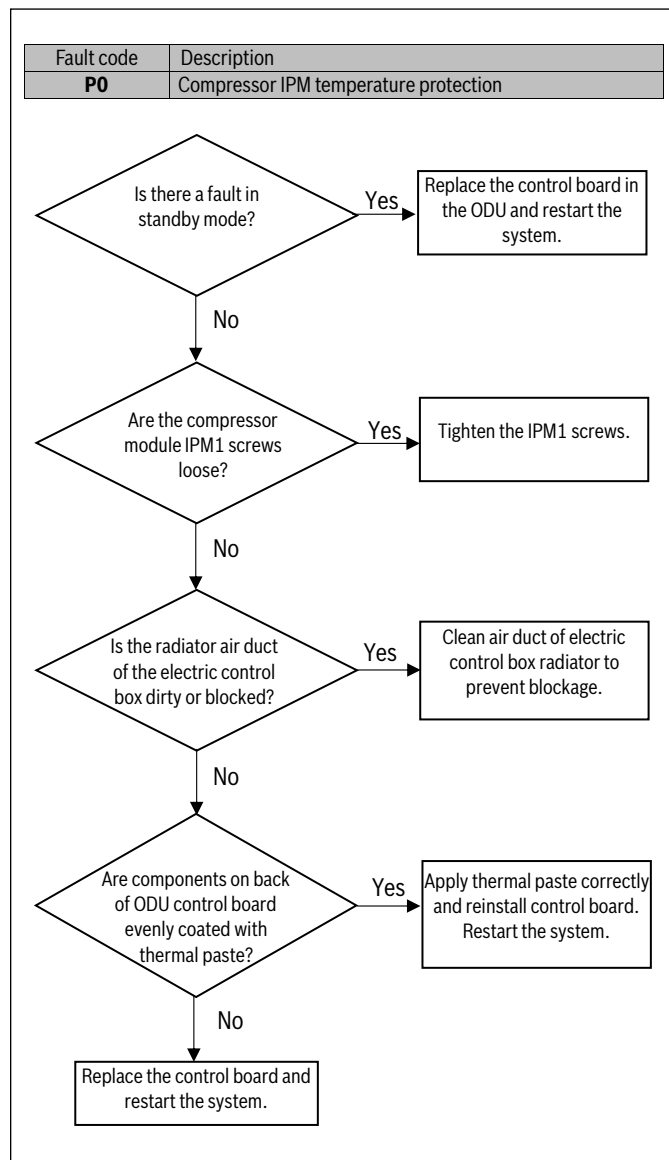 Fault code Description
P0 Compressor IPM temperature protection
Is there a fault in
standby mode?
Yes
Replace the control board in
the ODU and restart the
system.
No
Are the compressor
module IPM1 screws
loose?
Yes
Tighten the IPM1 screws.
No
Is the radiator air duct
of the electric control
box dirty or blocked?
Yes
Clean air duct of electric
control box radiator to
prevent blockage.
No
Are components on back
of ODU control board
evenly coated with
thermal paste?
Yes
Apply thermal paste correctly
and reinstall control board.
Restart the system.
No
Replace the control board and
restart the system.